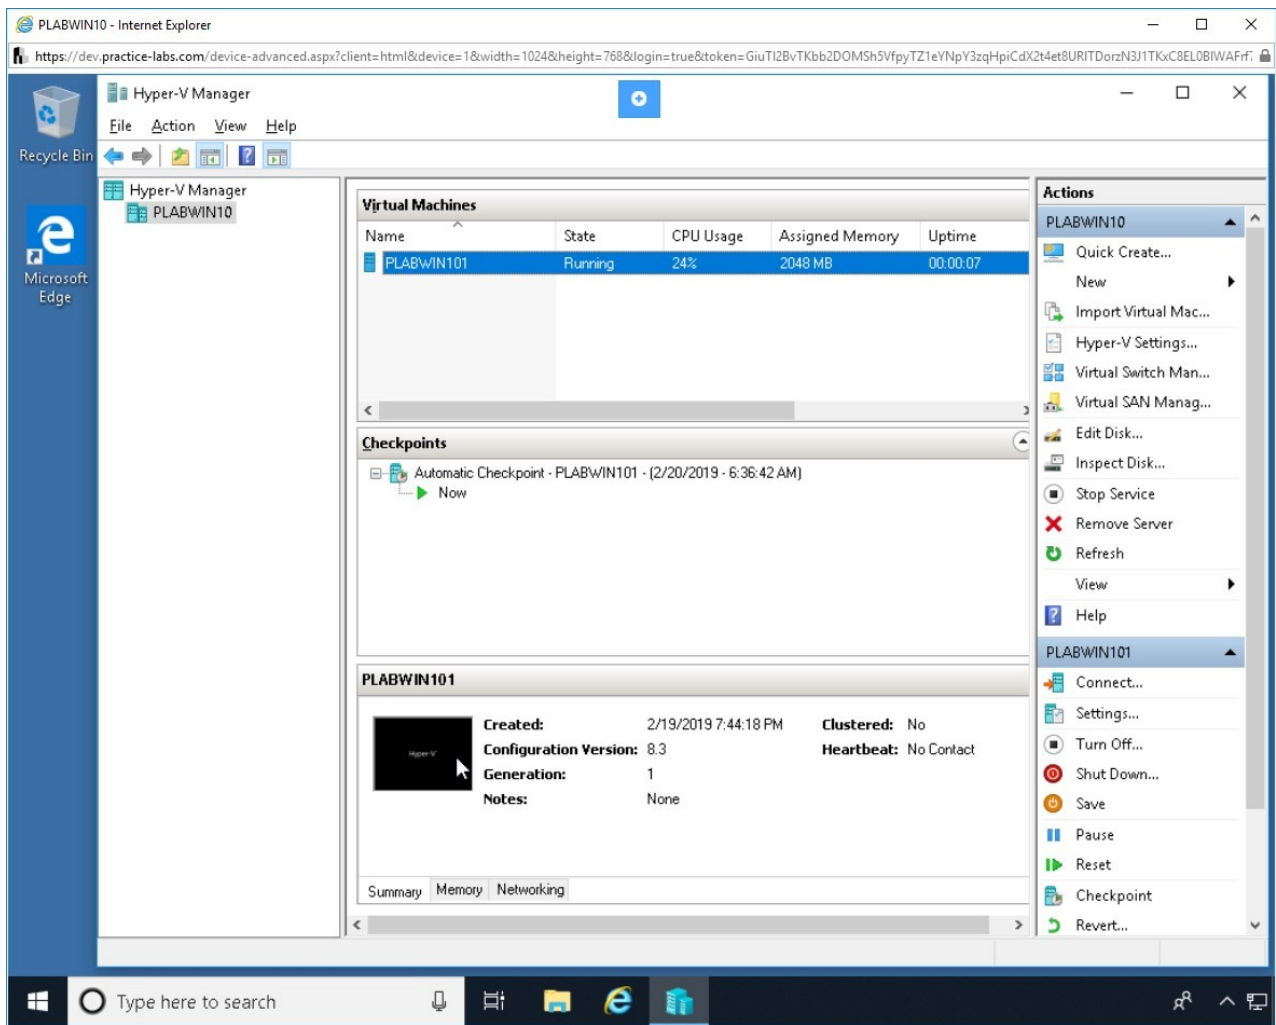 PLABWIN10 - Internet Explorer
https://dev.practice-labs.com/device-advanced.aspx?client=html&device=1&width=1024&height=768&login=true&token=
Recycle Bin
Microsoft
Edge
Hyper-V Manager
File Action View Help
Hyper-V Manager
PLABWIN10
Virtual Machines
Name State CPU Usage Assigned Memory Uptime
PLABWIN101 Running 24% 2048 MB 00:00:07
Checkpoints
Automatic Checkpoint - PLABWIN101 - (2/20/2019 - 6:36:42 AM)
Now
PLABWIN101
Hyper-V
Created: 2/19/2019 7:44:18 PM Clustered: No
Configuration Version: 8.3 Heartbeat: No Contact
Generation: 1
Notes: None
Summary Memory Networking
Actions
PLABWIN10
Quick Create...
New
Import Virtual Mac...
Hyper-V Settings...
Virtual Switch Man...
Virtual SAN Manag...
Edit Disk...
Inspect Disk...
Stop Service
Remove Server
Refresh
View
Help
PLABWIN101
Connect...
Settings...
Turn Off...
Shut Down...
Save
Pause
Reset
Checkpoint
Revert...
Type here to search